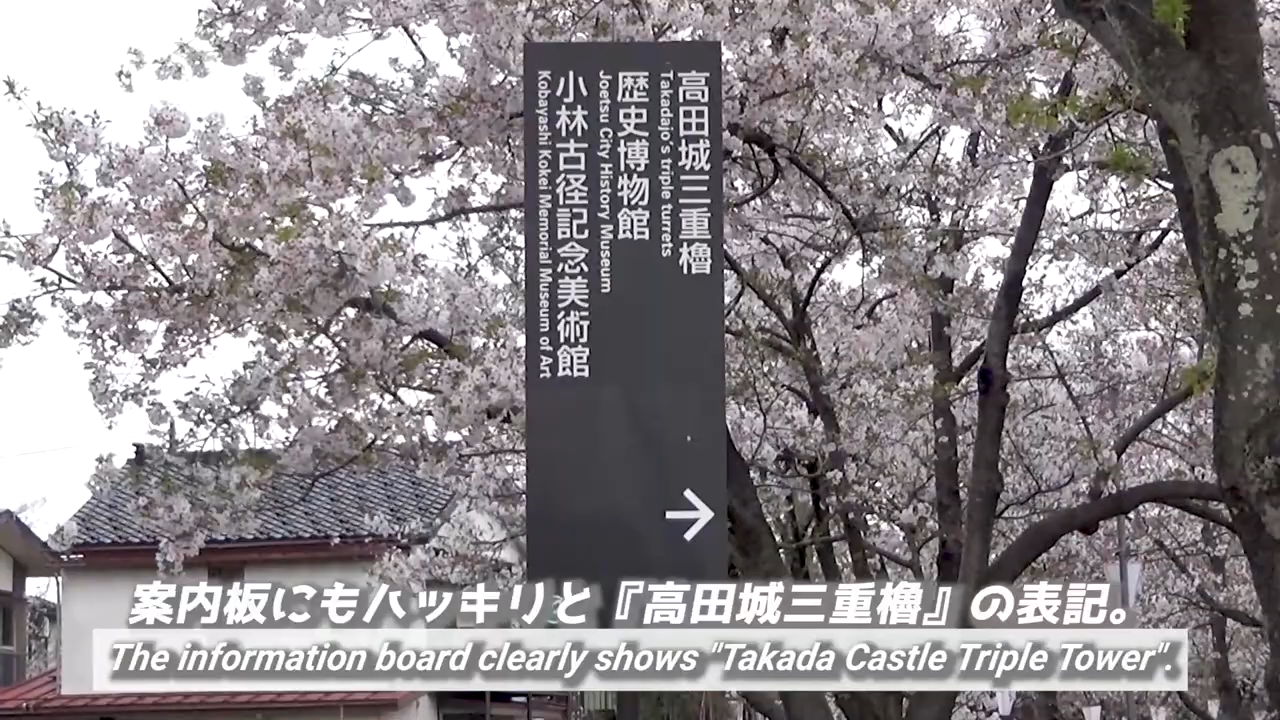 高田城三重櫓
Takadajo's triple turrets
歴史博物館
Joetsu City History Museum
小林古径記念美術館
Kobayashi Kokei Memorial Museum of Art
案内板にもハッキリと『高田城三重櫓』の表記。
The information board clearly shows "Takada Castle Triple Tower".